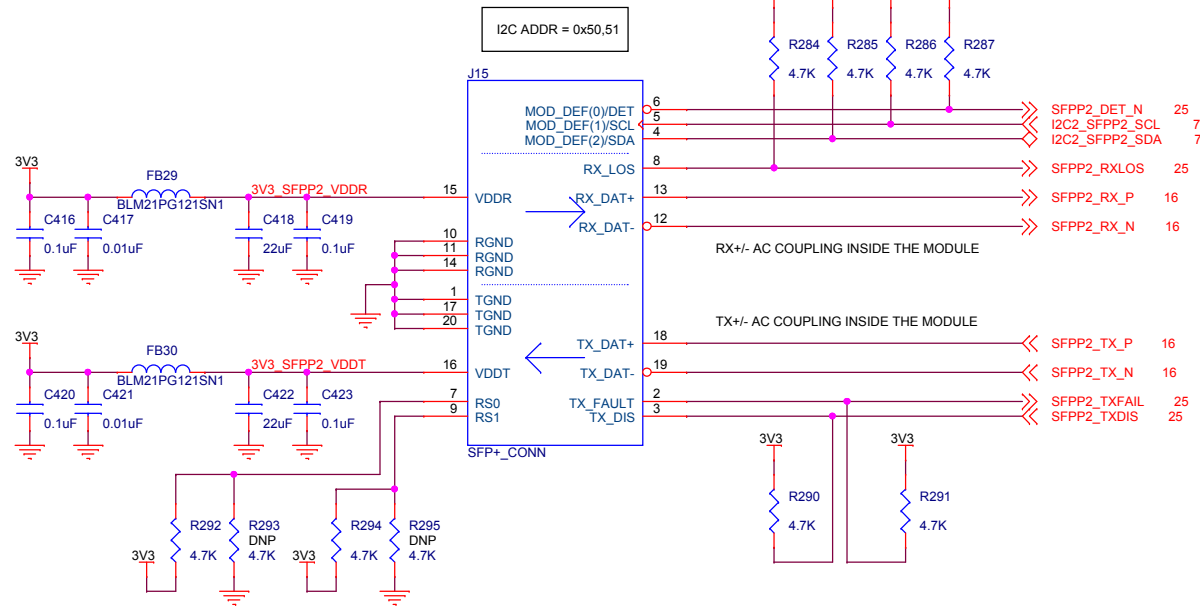 I2C ADDR = 0x50,51
R284
4.7K
R285
4.7K
R286
4.7K
R287
4.7K
J15
MOD_DEF(0)/DET
6
SFPP2_DET_N 25
MOD_DEF(1)/SCL
5
I2C2_SFPP2_SCL 7
MOD_DEF(2)/SDA
4
I2C2_SFPP2_SDA 7
RX_LOS
8
SFPP2_RXLOS 25
3V3
FB29
BLM21PG121SN1
3V3_SFPP2_VDDR
15
VDDR
RX_DAT+
13
SFPP2_RX_P 16
C416
0.1uF
C417
0.01uF
C418
22uF
C419
0.1uF
RX_DAT-
12
SFPP2_RX_N 16
10
RGND
11
RGND
14
RGND
RX+/- AC COUPLING INSIDE THE MODULE
1
TGND
17
TGND
20
TGND
TX+/- AC COUPLING INSIDE THE MODULE
TX_DAT+
18
SFPP2_TX_P 16
3V3
FB30
BLM21PG121SN1
3V3_SFPP2_VDDT
16
VDDT
TX_DAT-
19
SFPP2_TX_N 16
C420
0.1uF
C421
0.01uF
C422
22uF
C423
0.1uF
7
RS0
9
RS1
TX_FAULT
2
SFPP2_TXFAIL 25
TX_DIS
3
SFPP2_TXDIS 25
SFP+_CONN
3V3
3V3
R290
4.7K
R291
4.7K
R292
4.7K
R293
DNP
4.7K
R294
4.7K
R295
DNP
4.7K
3V3
3V3